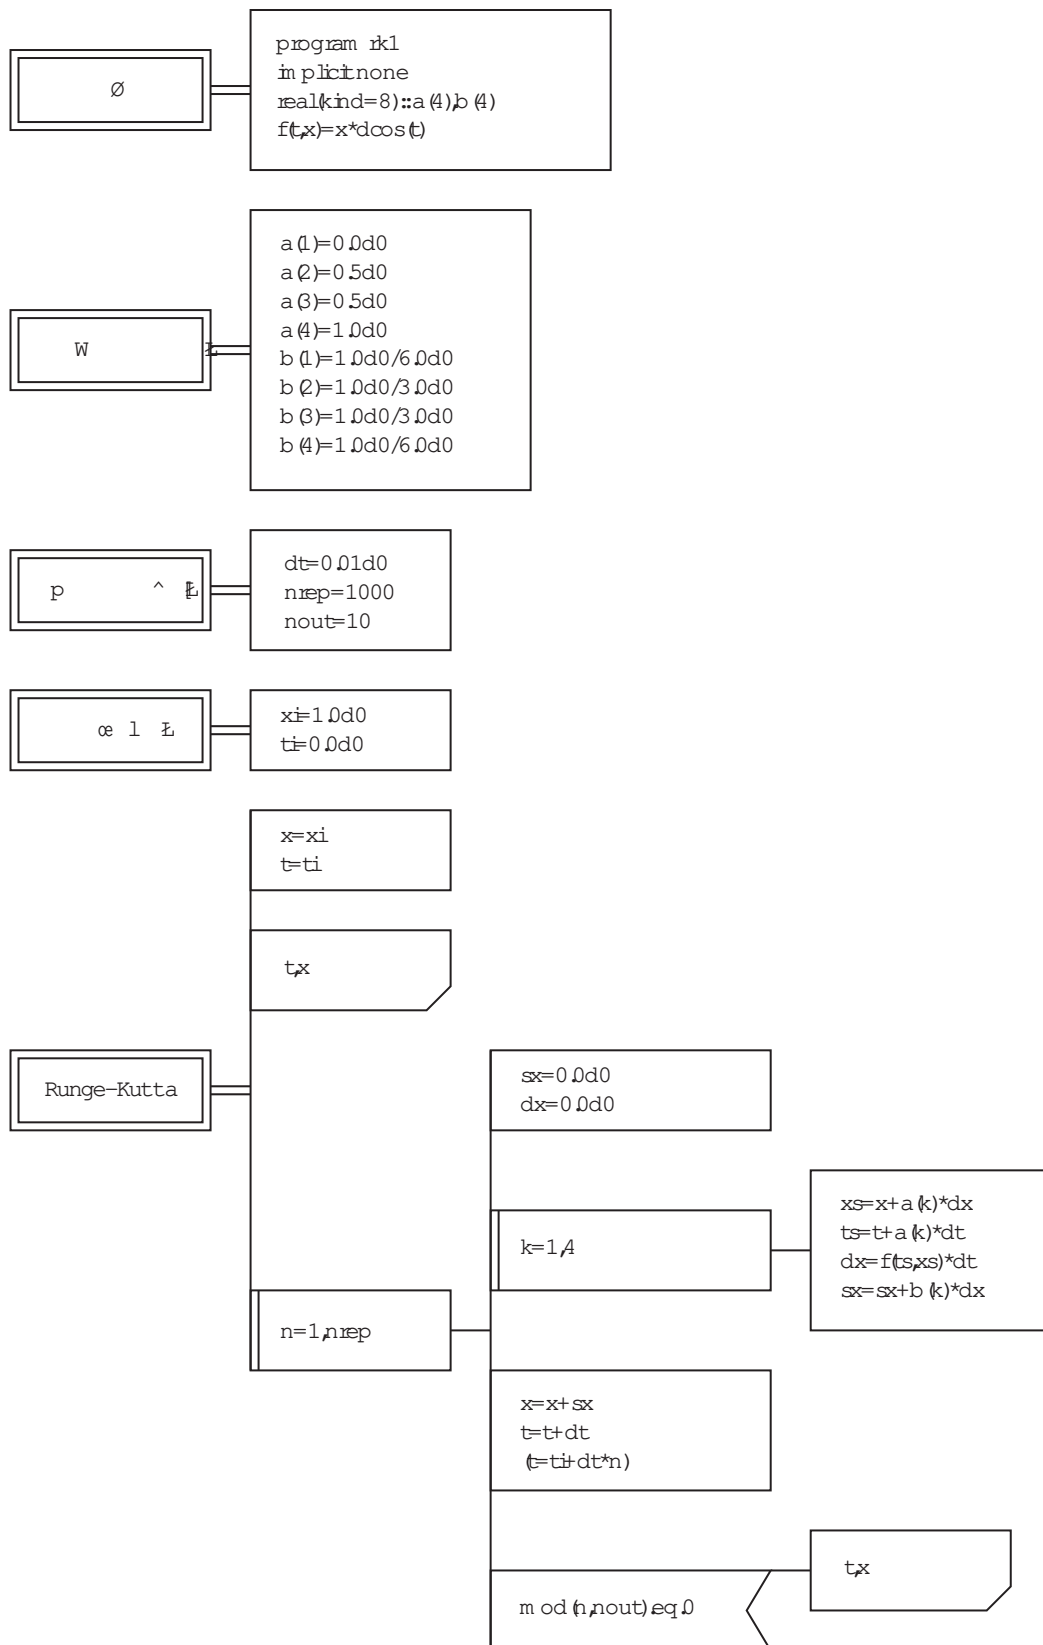 program rk1
implicit none
real(kind=8)::a(4),b(4)
f(t,x)=x*dcos(t)
Ø
a(1)=0.0d0
a(2)=0.5d0
a(3)=0.5d0
a(4)=1.0d0
b(1)=1.0d0/6.0d0
b(2)=1.0d0/3.0d0
b(3)=1.0d0/3.0d0
b(4)=1.0d0/6.0d0
W Ł
dt=0.01d0
nrep=1000
nout=10
p ^
xi=1.0d0
ti=0.0d0
œ l Ł
x=xi
t=ti
t,x
Runge-Kutta
sx=0.0d0
dx=0.0d0
k=1,4
xs=x+a(k)*dx
ts=t+a(k)*dt
dx=f(ts,xs)*dt
sx=sx+b(k)*dx
n=1,nrep
x=x+sx
t=t+dt
(t=ti+dt*n)
t,x
mod(n,nout).eq.0